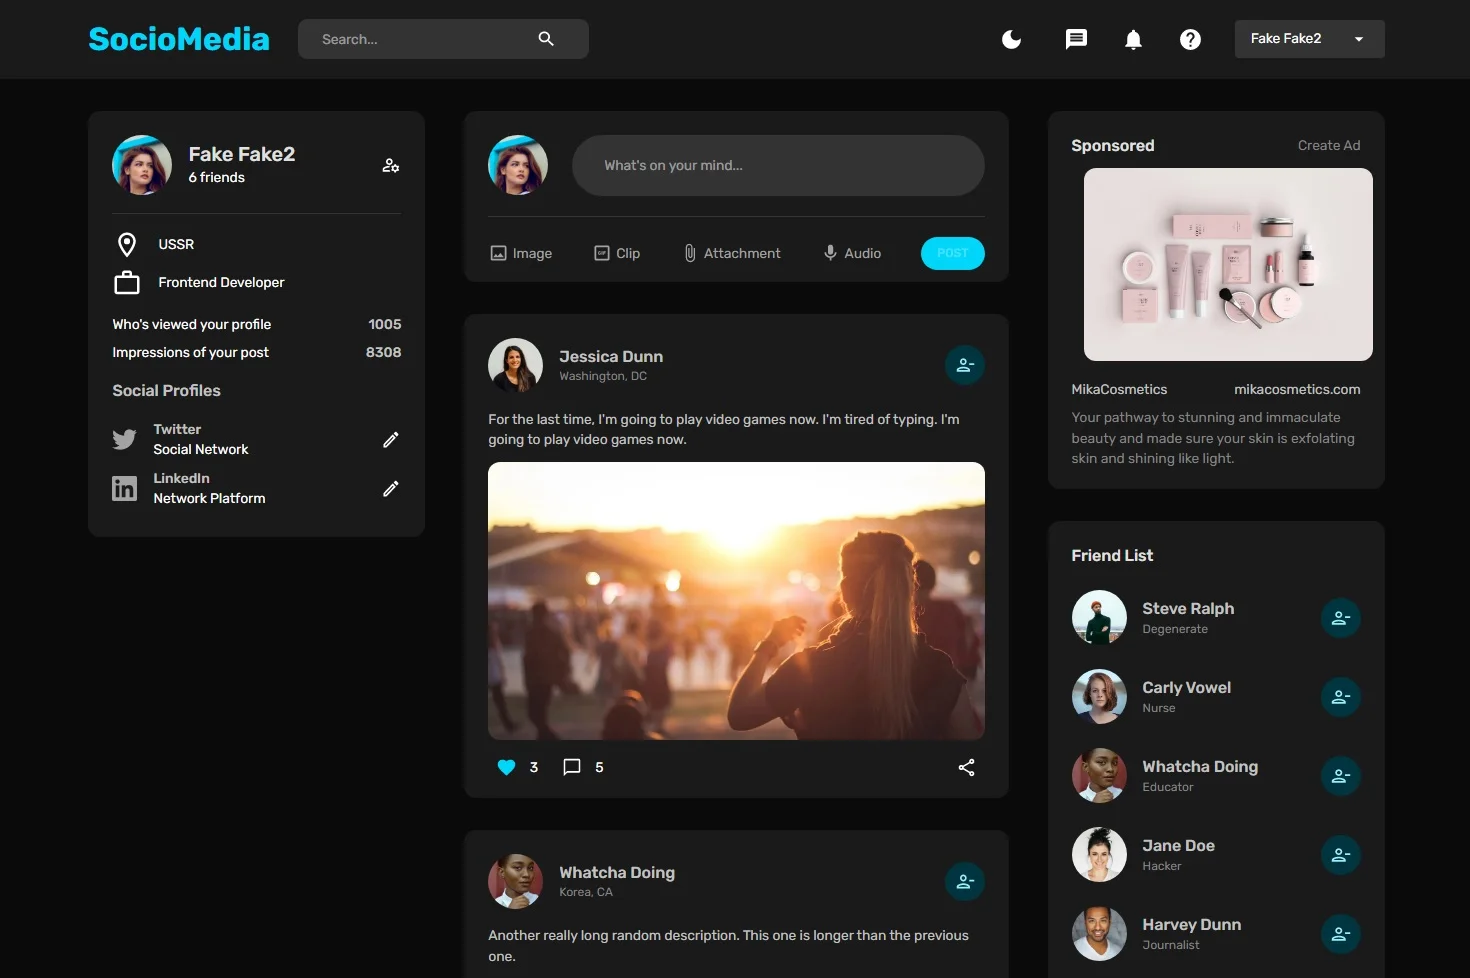 SocioMedia
Search...
Fake Fake2
Fake Fake2
6 friends
USSR
Frontend Developer
Who's viewed your profile 1005
Impressions of your post 8308
Social Profiles
Twitter
Social Network
LinkedIn
Network Platform
What's on your mind...
Image
GIF
Clip
Attachment
Audio
POST
Jessica Dunn
Washington, DC
For the last time, I'm going to play video games now. I'm tired of typing. I'm
going to play video games now.
3
5
Whatcha Doing
Korea, CA
Another really long random description. This one is longer than the previous
one.
Sponsored
Create Ad
MikaCosmetics
mikacosmetics.com
Your pathway to stunning and immaculate
beauty and made sure your skin is exfolating
skin and shining like light.
Friend List
Steve Ralph
Degenerate
Carly Vowel
Nurse
Whatcha Doing
Educator
Jane Doe
Hacker
Harvey Dunn
Journalist